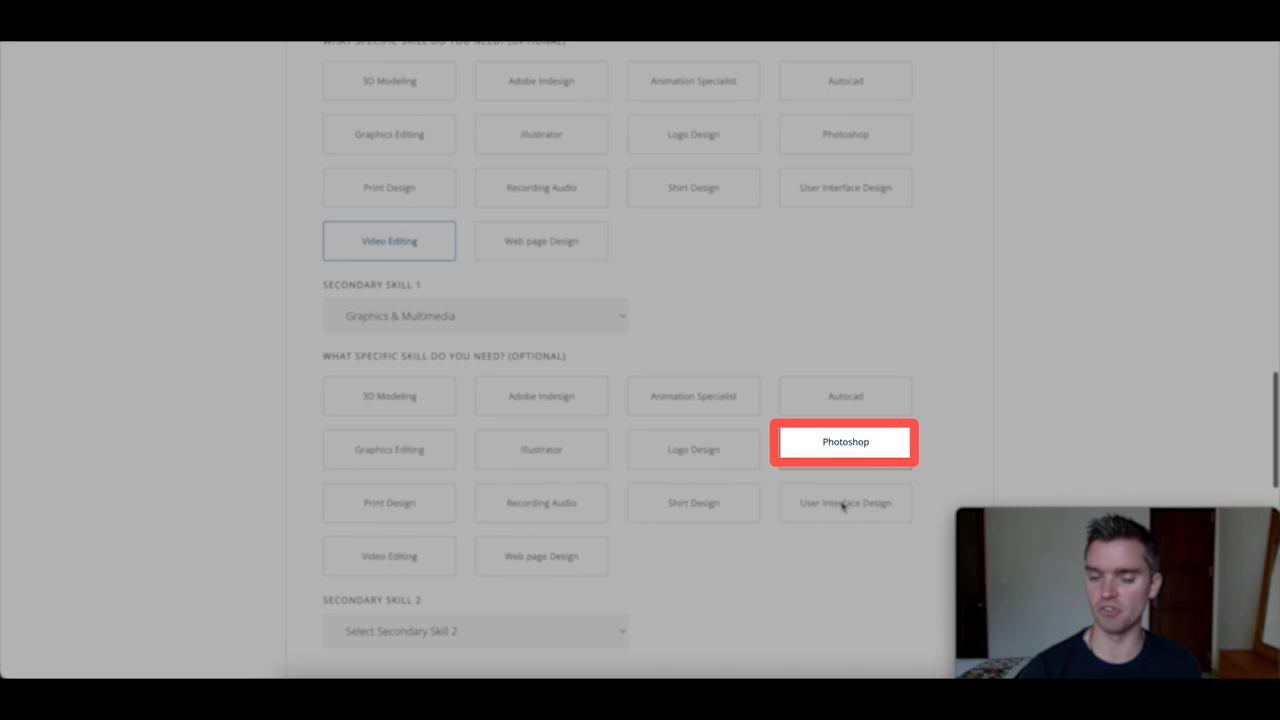 WHAT SPECIFIC SKILL DO YOU NEED? (OPTIONAL)
3D Modeling Adobe Indesign Animation Specialist Autocad
Graphics Editing Illustrator Logo Design Photoshop
Print Design Recording Audio Shirt Design User Interface Design
Video Editing Web page Design
SECONDARY SKILL 1
Graphics & Multimedia
WHAT SPECIFIC SKILL DO YOU NEED? (OPTIONAL)
3D Modeling Adobe Indesign Animation Specialist Autocad
Graphics Editing Illustrator Logo Design Photoshop
Print Design Recording Audio Shirt Design User Interface Design
Video Editing Web page Design
SECONDARY SKILL 2
Select Secondary Skill 2